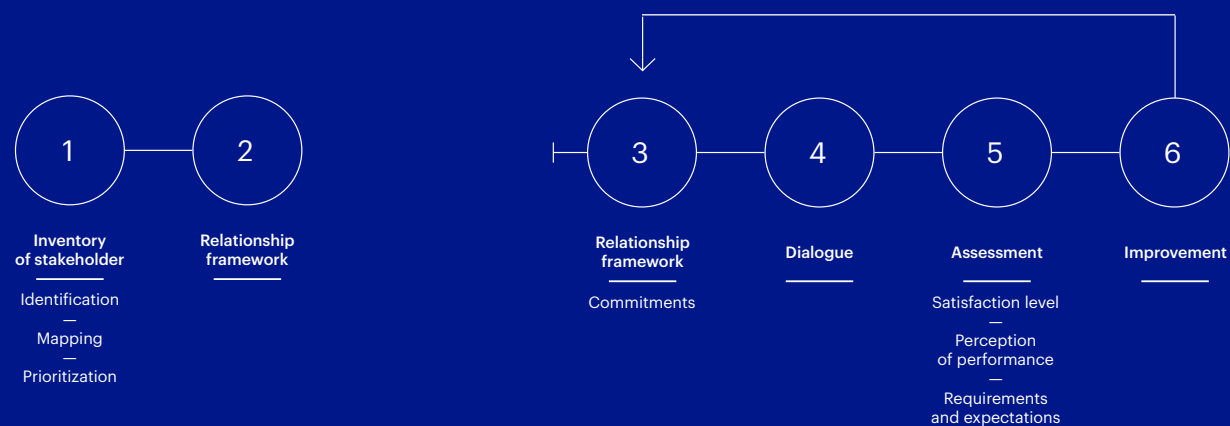 1
2
3
4
5
6
Inventory
of stakeholder
Identification
—
Mapping
—
Prioritization
Relationship
framework
Relationship
framework
Commitments
Dialogue
Assessment
Satisfaction level
—
Perception
of performance
—
Requirements
and expectations
Improvement